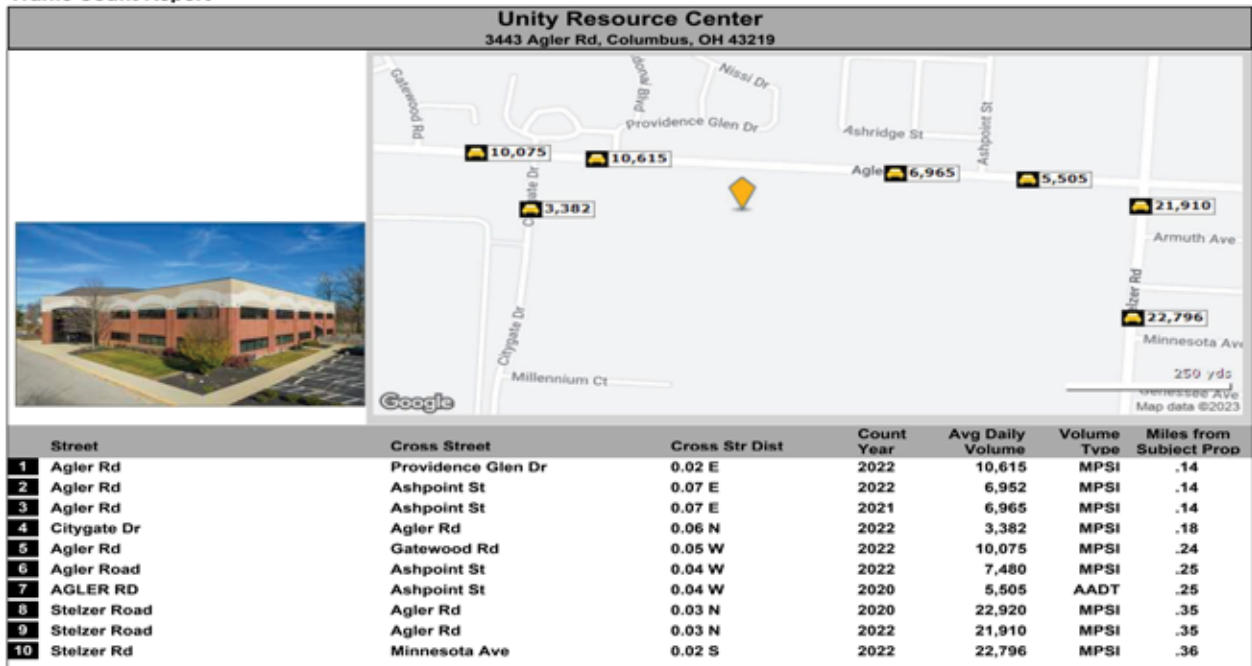 Unity Resource Center
3443 Agler Rd, Columbus, OH 43219
Gatewood Rd
Nissi Dr
Providence Glen Dr
Ashridge St
Ashpoint St
10,075
10,615
Agle
6,965
5,505
3,382
21,910
Armuth Ave
elzer Rd
22,796
Citygate Dr
Minnesota Ave
Millennium Ct
250 yds
Google
Map data ©2023
Street Cross Street Cross Str Dist Count Year Avg Daily Volume Volume Type Miles from Subject Prop
1 Agler Rd Providence Glen Dr 0.02 E 2022 10,615 MPSI .14
2 Agler Rd Ashpoint St 0.07 E 2022 6,952 MPSI .14
3 Agler Rd Ashpoint St 0.07 E 2021 6,965 MPSI .14
4 Citygate Dr Agler Rd 0.06 N 2022 3,382 MPSI .18
5 Agler Rd Gatewood Rd 0.05 W 2022 10,075 MPSI .24
6 Agler Road Ashpoint St 0.04 W 2022 7,480 MPSI .25
7 AGLER RD Ashpoint St 0.04 W 2020 5,505 AADT .25
8 Stelzer Road Agler Rd 0.03 N 2020 22,920 MPSI .35
9 Stelzer Road Agler Rd 0.03 N 2022 21,910 MPSI .35
10 Stelzer Rd Minnesota Ave 0.02 S 2022 22,796 MPSI .36